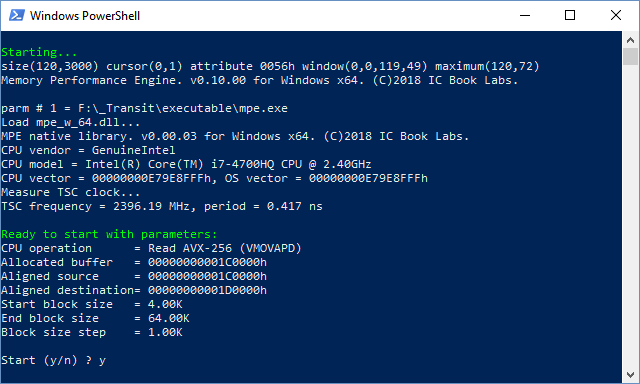 Windows PowerShell
Starting...
size(120,3000) cursor(0,1) attribute 0056h window(0,0,119,49) maximum(120,72)
Memory Performance Engine. v0.10.00 for Windows x64. (C)2018 IC Book Labs.
parm # 1 = F:\_Transit\executable\mpe.exe
Load mpe_w_64.dll...
MPE native library. v0.00.03 for Windows x64. (C)2018 IC Book Labs.
CPU vendor = GenuineIntel
CPU model = Intel(R) Core(TM) i7-4700HQ CPU @ 2.40GHz
CPU vector = 00000000E79E8FFFh, OS vector = 00000000E79E8FFFh
Measure TSC clock...
TSC frequency = 2396.19 MHz, period = 0.417 ns
Ready to start with parameters:
CPU operation = Read AVX-256 (VMOVAPD)
Allocated buffer = 00000000001C0000h
Aligned source = 00000000001C0000h
Aligned destination= 00000000001D0000h
Start block size = 4.00K
End block size = 64.00K
Block size step = 1.00K
Start (y/n) ? y